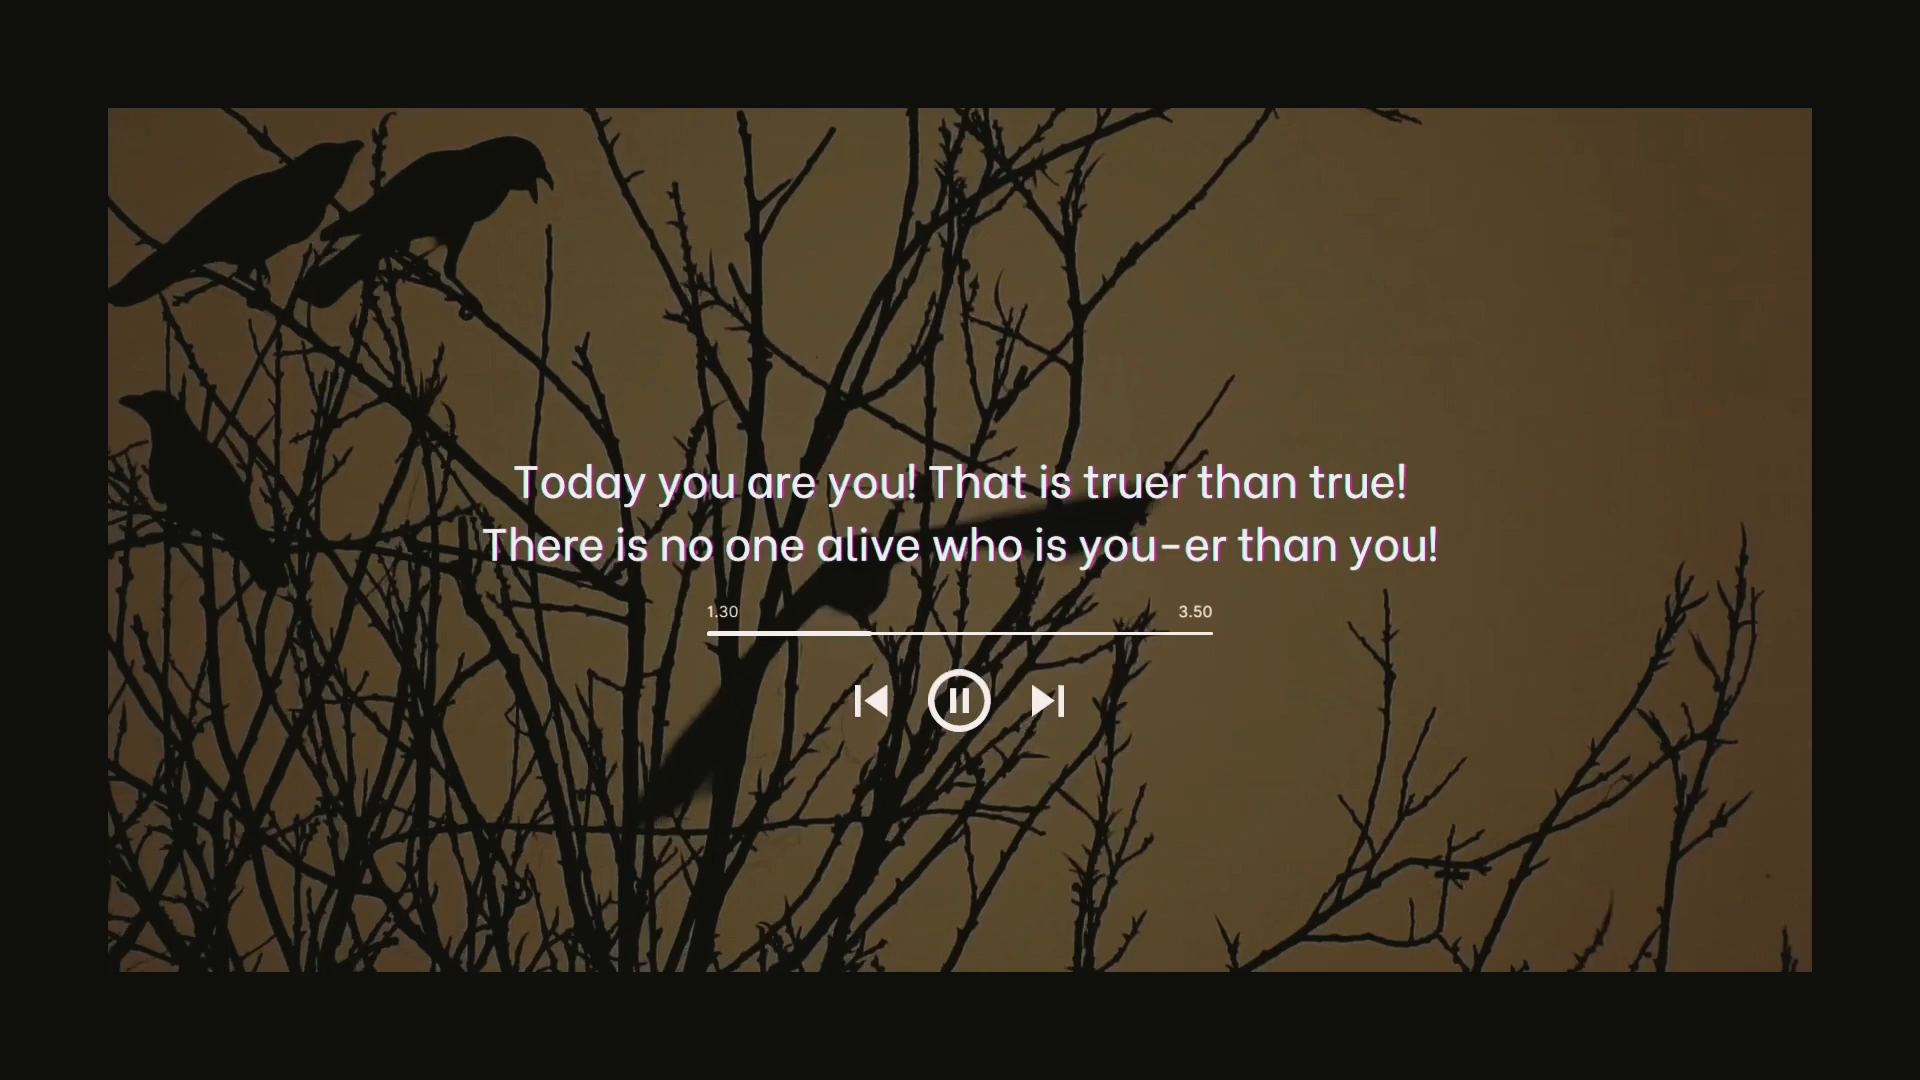 Today you are you! That is truer than true!
There is no one alive who is you-er than you!
1.30
3.50